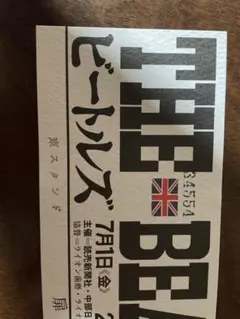 THE BEA
34554
ビートルズ
7月1日《金》
主催=読売新聞社・中部日
協賛=ライオン歯磨・ライオ
スタンド
扉